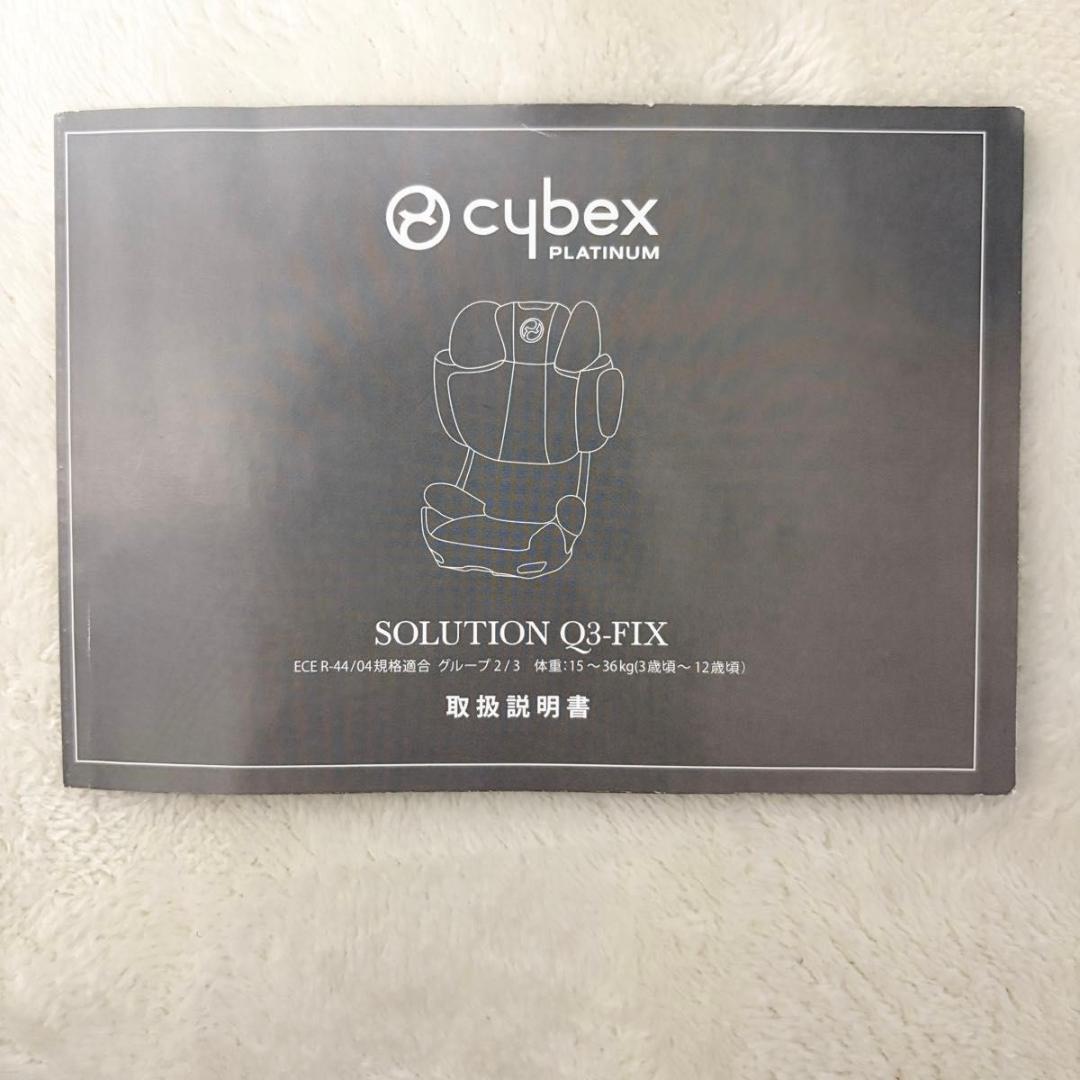 cybex
PLATINUM
SOLUTION Q3-FIX
ECE R-44/04規格適合 グループ 2 / 3 体重:15～36kg(3歳頃～12歳頃)
取扱説明書